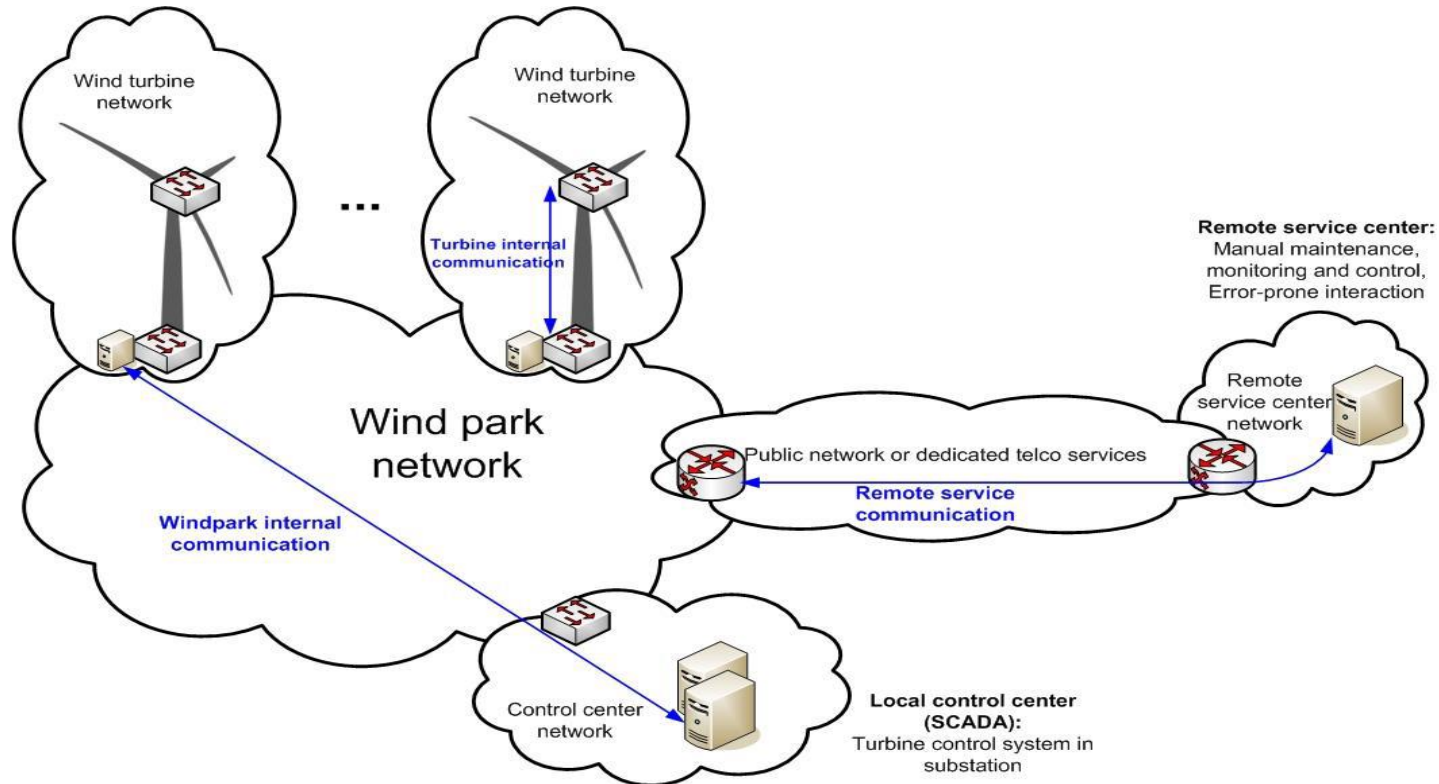 Wind turbine
network
Wind turbine
network
...
Turbine internal
communication
Remote service center:
Manual maintenance,
monitoring and control,
Error-prone interaction
Remote
service center
network
Wind park
network
Public network or dedicated telco services
Remote service
communication
Windpark internal
communication
Control center
network
Local control center
(SCADA):
Turbine control system in
substation